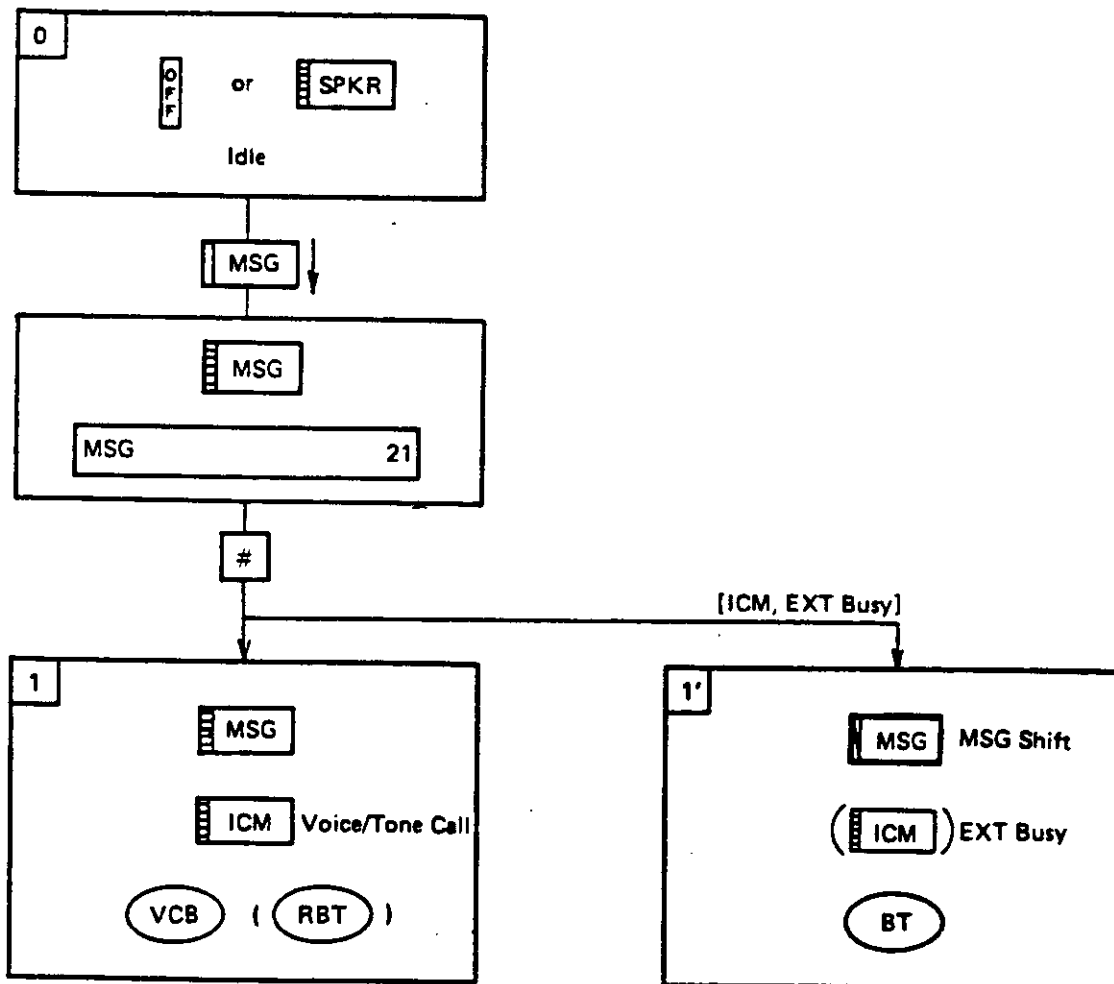 0
OFF or SPKR
Idle
MSG
MSG
MSG 21
#
[ICM, EXT Busy]
1
MSG
ICM Voice/Tone Call
VCB ( RBT )
1'
MSG MSG Shift
( ICM ) EXT Busy
BT